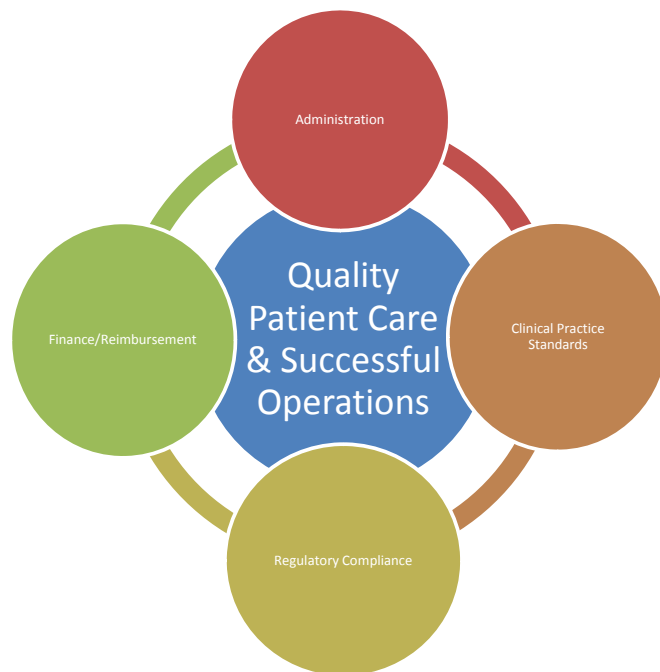 Administration
Quality
Patient Care
& Successful
Operations
Finance/Reimbursement
Clinical Practice
Standards
Regulatory Compliance